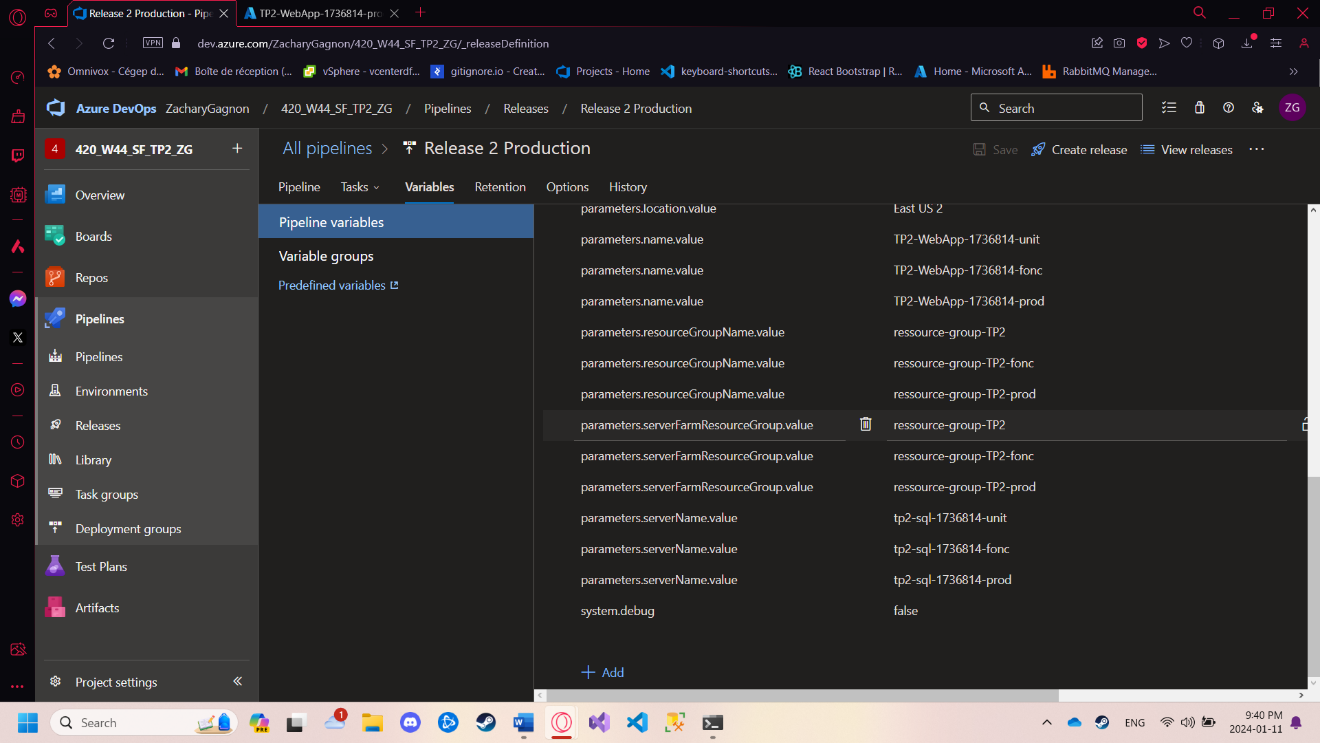 Release 2 Production - Pipe
TP2-WebApp-1736814-pro
VPN
dev.azure.com/ZacharyGagnon/420_W44_SF_TP2_ZG/_releaseDefinition
Omnivox - Cégep d...
Boîte de réception (...
vSphere - vcenterdf...
gitignore.io - Creat...
Projects - Home
keyboard-shortcuts...
React Bootstrap | R...
Home - Microsoft A...
RabbitMQ Manage...
Azure DevOps
ZacharyGagnon / 420_W44_SF_TP2_ZG / Pipelines / Releases / Release 2 Production
Search
ZG
4
420_W44_SF_TP2_ZG
All pipelines > Release 2 Production
Save
Create release
View releases
Pipeline
Tasks
Variables
Retention
Options
History
Overview
Boards
Repos
Pipelines
Pipelines
Environments
Releases
Library
Task groups
Deployment groups
Test Plans
Artifacts
Project settings
Pipeline variables
Variable groups
Predefined variables
parameters.location.value East US 2
parameters.name.value TP2-WebApp-1736814-unit
parameters.name.value TP2-WebApp-1736814-fonc
parameters.name.value TP2-WebApp-1736814-prod
parameters.resourceGroupName.value ressource-group-TP2
parameters.resourceGroupName.value ressource-group-TP2-fonc
parameters.resourceGroupName.value ressource-group-TP2-prod
parameters.serverFarmResourceGroup.value ressource-group-TP2
parameters.serverFarmResourceGroup.value ressource-group-TP2-fonc
parameters.serverFarmResourceGroup.value ressource-group-TP2-prod
parameters.serverName.value tp2-sql-1736814-unit
parameters.serverName.value tp2-sql-1736814-fonc
parameters.serverName.value tp2-sql-1736814-prod
system.debug false
Add
Search
PRE
1
ENG
9:40 PM
2024-01-11